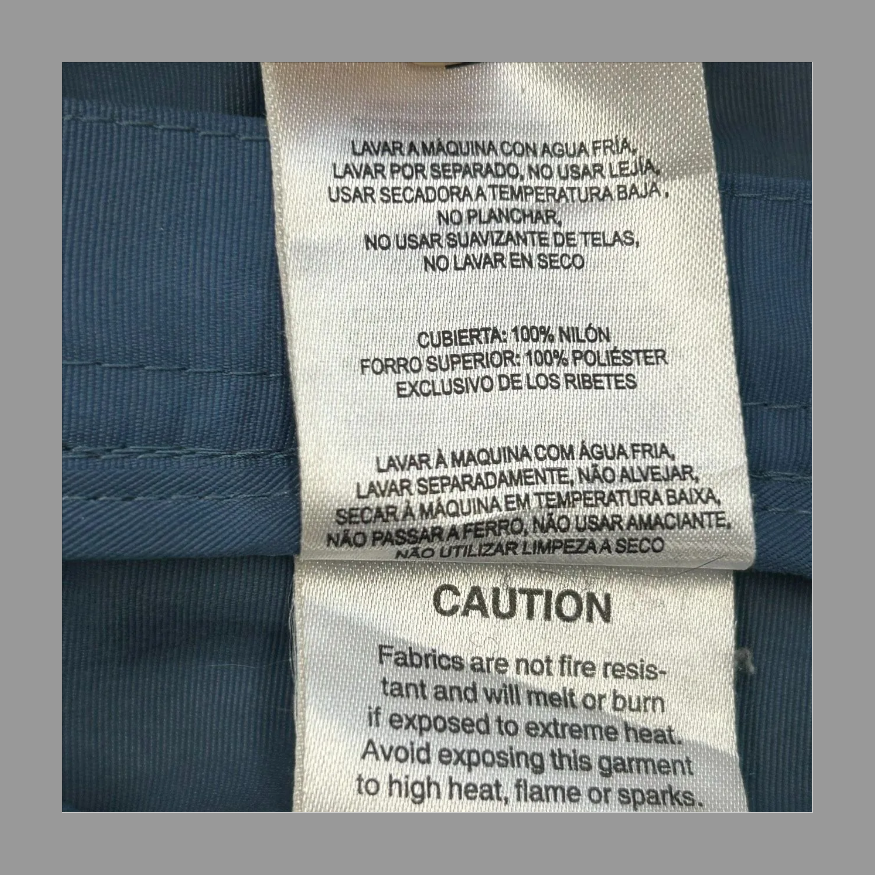 LAVAR A MÁQUINA CON AGUA FRÍA,
LAVAR POR SEPARADO, NO USAR LEJÍA,
USAR SECADORA A TEMPERATURA BAJA,
NO PLANCHAR,
NO USAR SUAVIZANTE DE TELAS,
NO LAVAR EN SECO
CUBIERTA: 100% NILÓN
FORRO SUPERIOR: 100% POLIÉSTER
EXCLUSIVO DE LOS RIBETES
LAVAR À MAQUINA COM ÁGUA FRIA,
LAVAR SEPARADAMENTE, NÃO ALVEJAR,
SECAR À MÁQUINA EM TEMPERATURA BAIXA,
NÃO PASSAR A FERRO, NÃO USAR AMACIANTE,
NÃO UTILIZAR LIMPEZA A SECO
CAUTION
Fabrics are not fire resis-
tant and will melt or burn
if exposed to extreme heat.
Avoid exposing this garment
to high heat, flame or sparks.